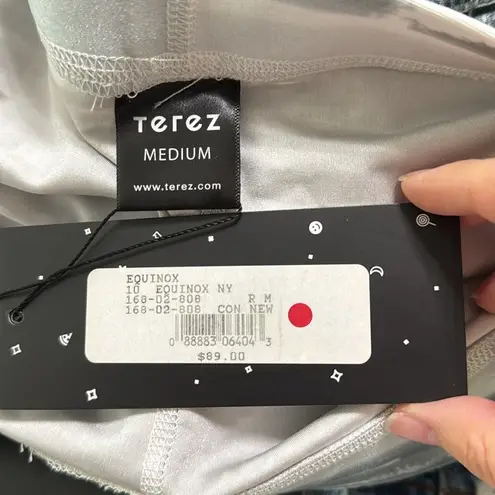 Terez
MEDIUM
www.terez.com
EQUINOX
10 EQUINOX NY
168-02-808 R M
168-02-808 CON NEW
0 88883 06404 3
$89.00